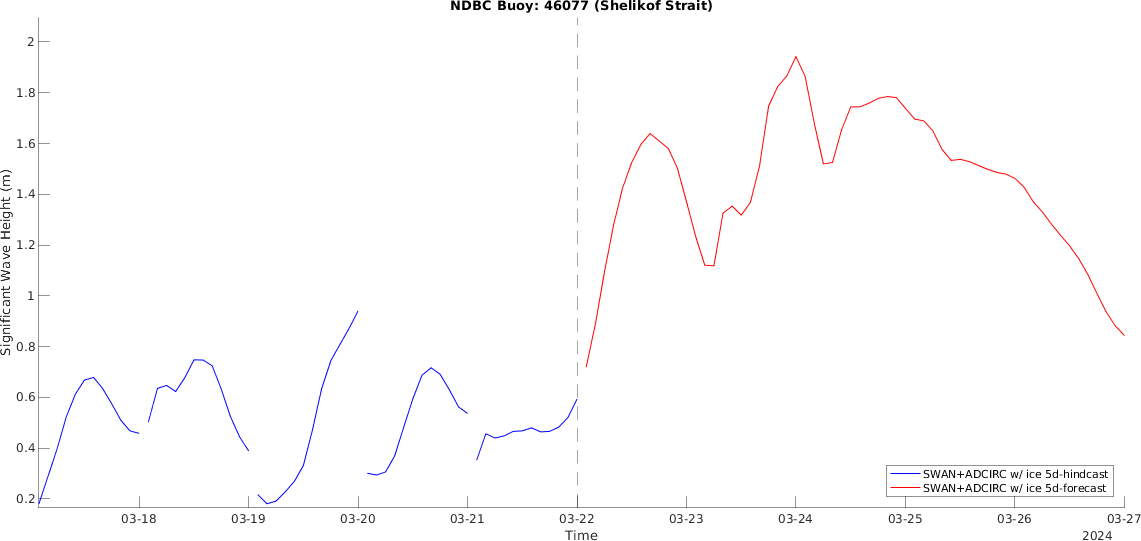 NDBC Buoy: 46077 (Shelikof Strait)
Significant Wave Height (m)
2
1.8
1.6
1.4
1.2
1
0.8
0.6
0.4
0.2
SWAN+ADCIRC w/ ice 5d-hindcast
SWAN+ADCIRC w/ ice 5d-forecast
03-18 03-19 03-20 03-21 03-22 03-23 03-24 03-25 03-26 03-27
Time
2024